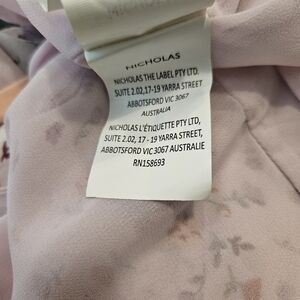 NICHOLAS
NICHOLAS THE LABEL PTY LTD.
SUITE 2.02,17-19 YARRA STREET
ABBOTSFORD VIC 3067
AUSTRALIA
NICHOLAS L'ÉTIQUETTE PTY LTD,
SUITE 2.02, 17 - 19 YARRA STREET,
ABBOTSFORD VIC 3067 AUSTRALIE
RN158693